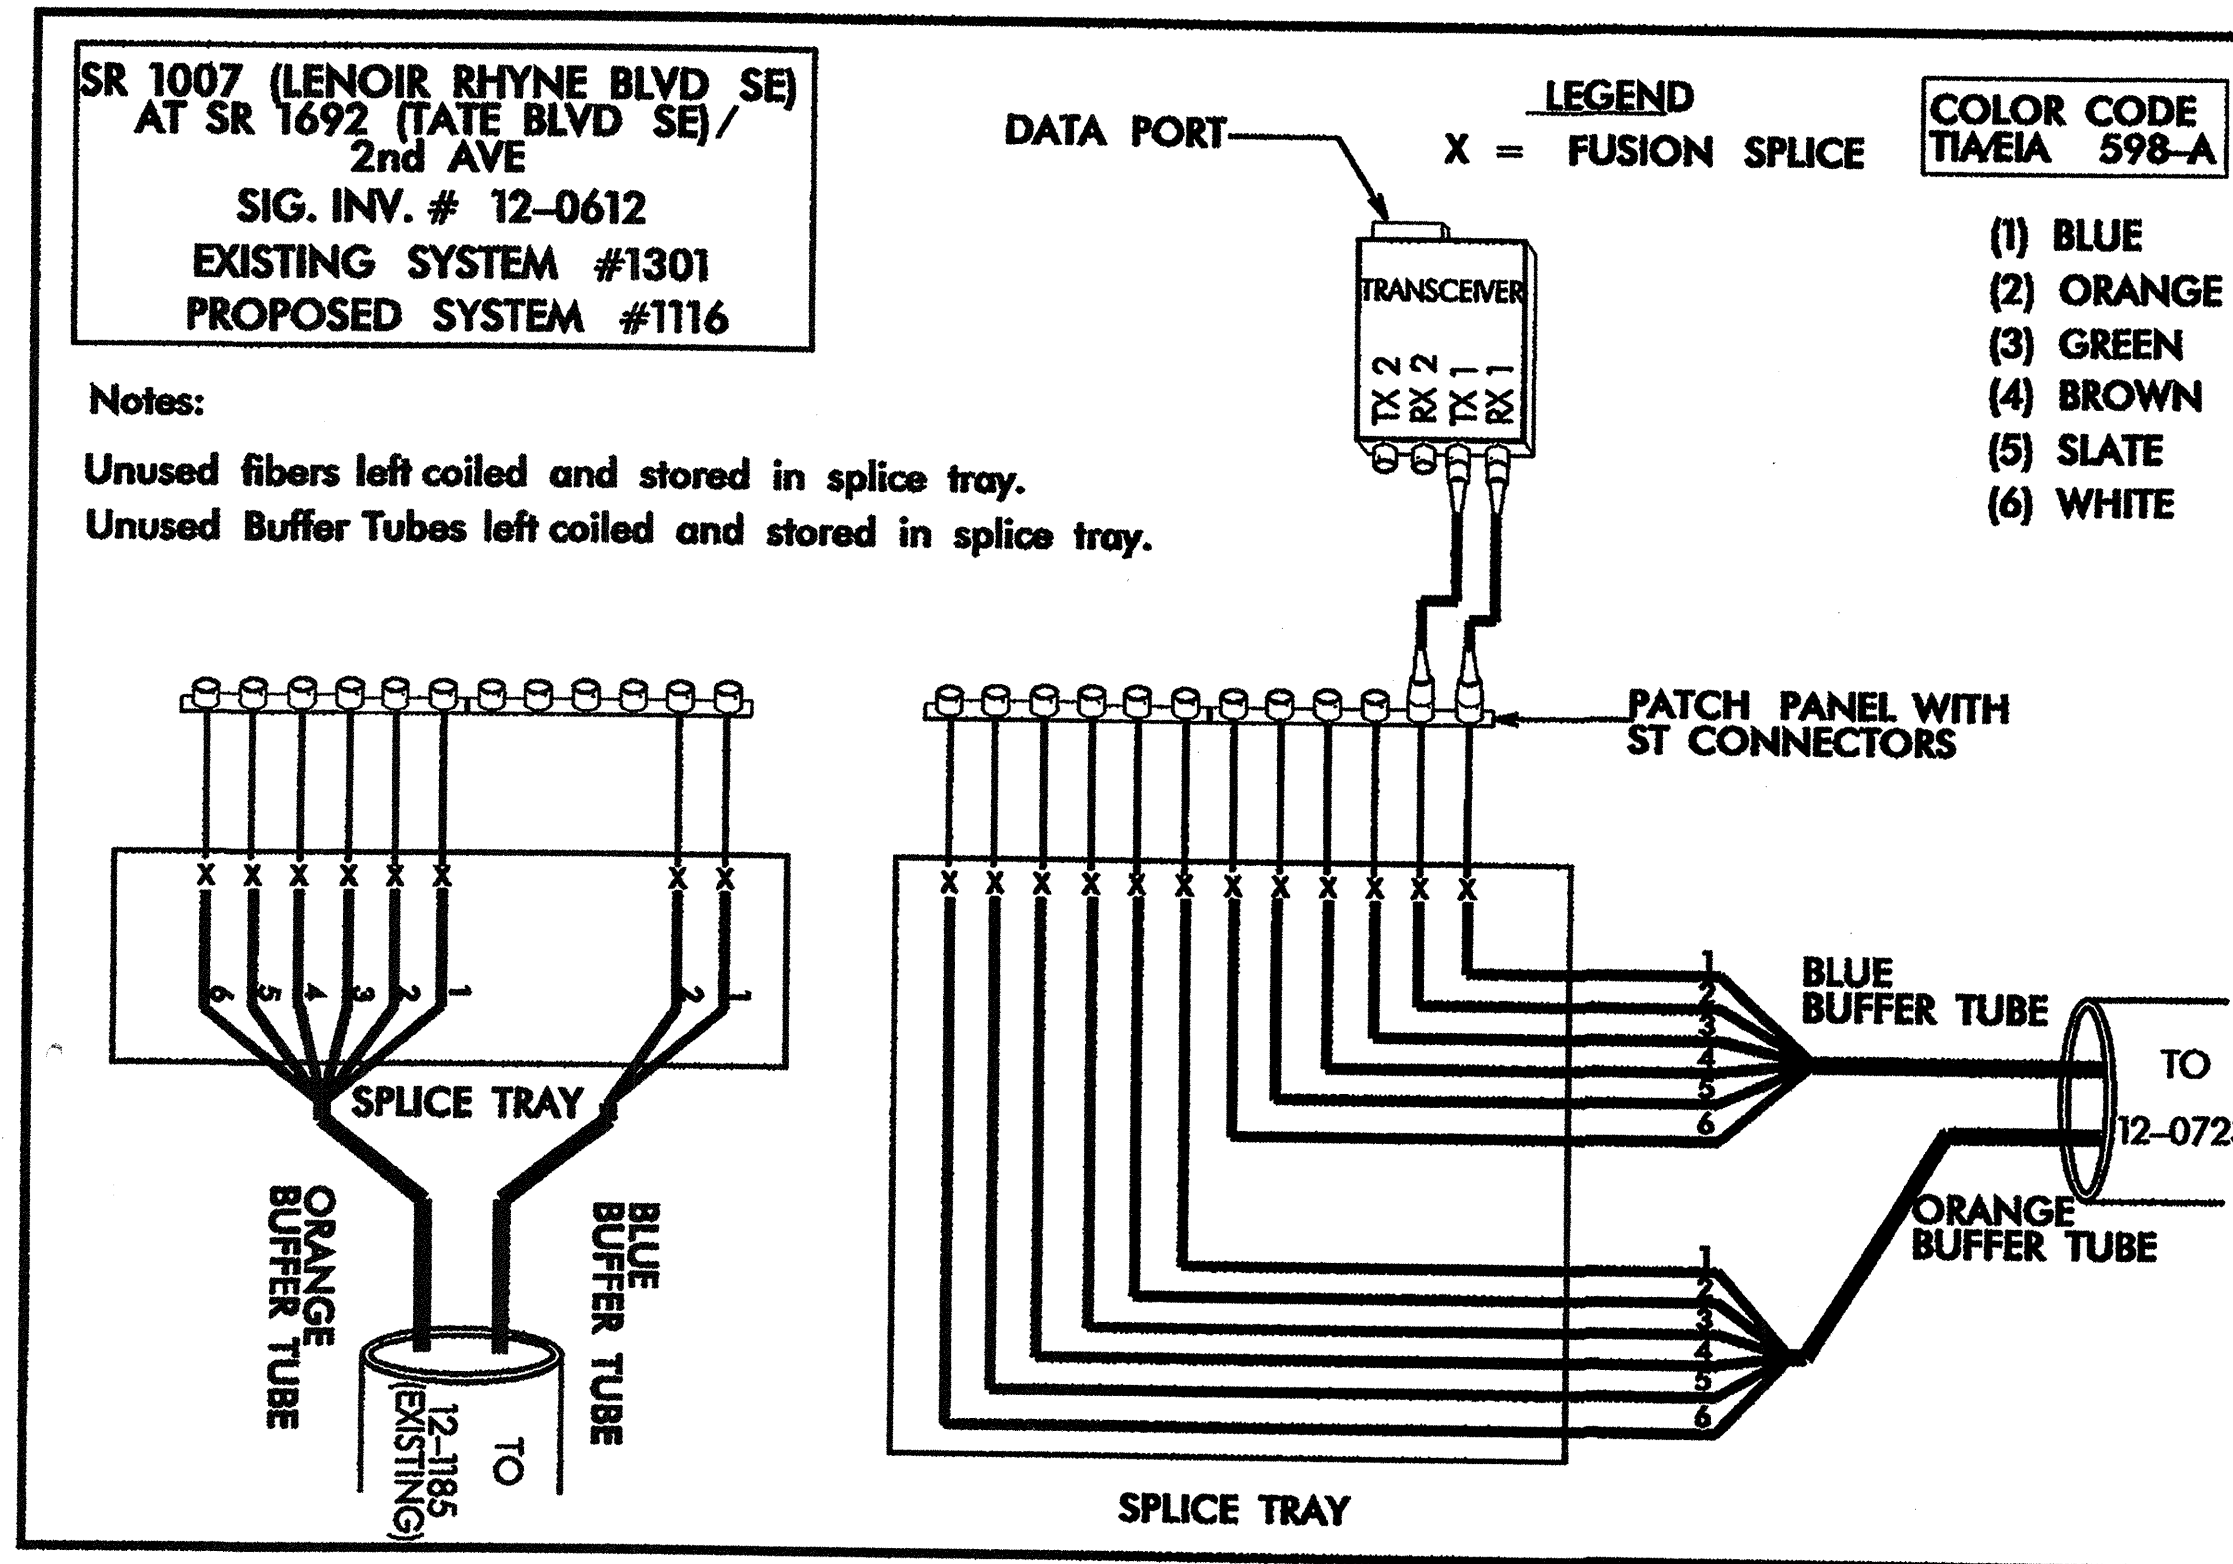 SR 1007 (LENOIR RHYNE BLVD SE)
AT SR 1692 (TATE BLVD SE)/
2nd AVE
SIG. INV. # 12-0612
EXISTING SYSTEM #1301
PROPOSED SYSTEM #1116
Notes:
Unused fibers left coiled and stored in splice tray.
Unused Buffer Tubes left coiled and stored in splice tray.
DATA PORT
LEGEND
X = FUSION SPLICE
COLOR CODE
TIA/EIA 598-A
(1) BLUE
(2) ORANGE
(3) GREEN
(4) BROWN
(5) SLATE
(6) WHITE
TRANSCEIVER
TX 2
RX 2
TX 1
RX 1
PATCH PANEL WITH
ST CONNECTORS
X X X X X X X X
6 5 4 3 2 1 2 1
SPLICE TRAY
ORANGE
BUFFER TUBE
BLUE
BUFFER TUBE
TO
12-1185
(EXISTING)
X X X X X X X X X X X X
1
2
3
4
5
6
BLUE
BUFFER TUBE
TO
ORANGE
BUFFER TUBE
1
2
3
4
5
6
SPLICE TRAY